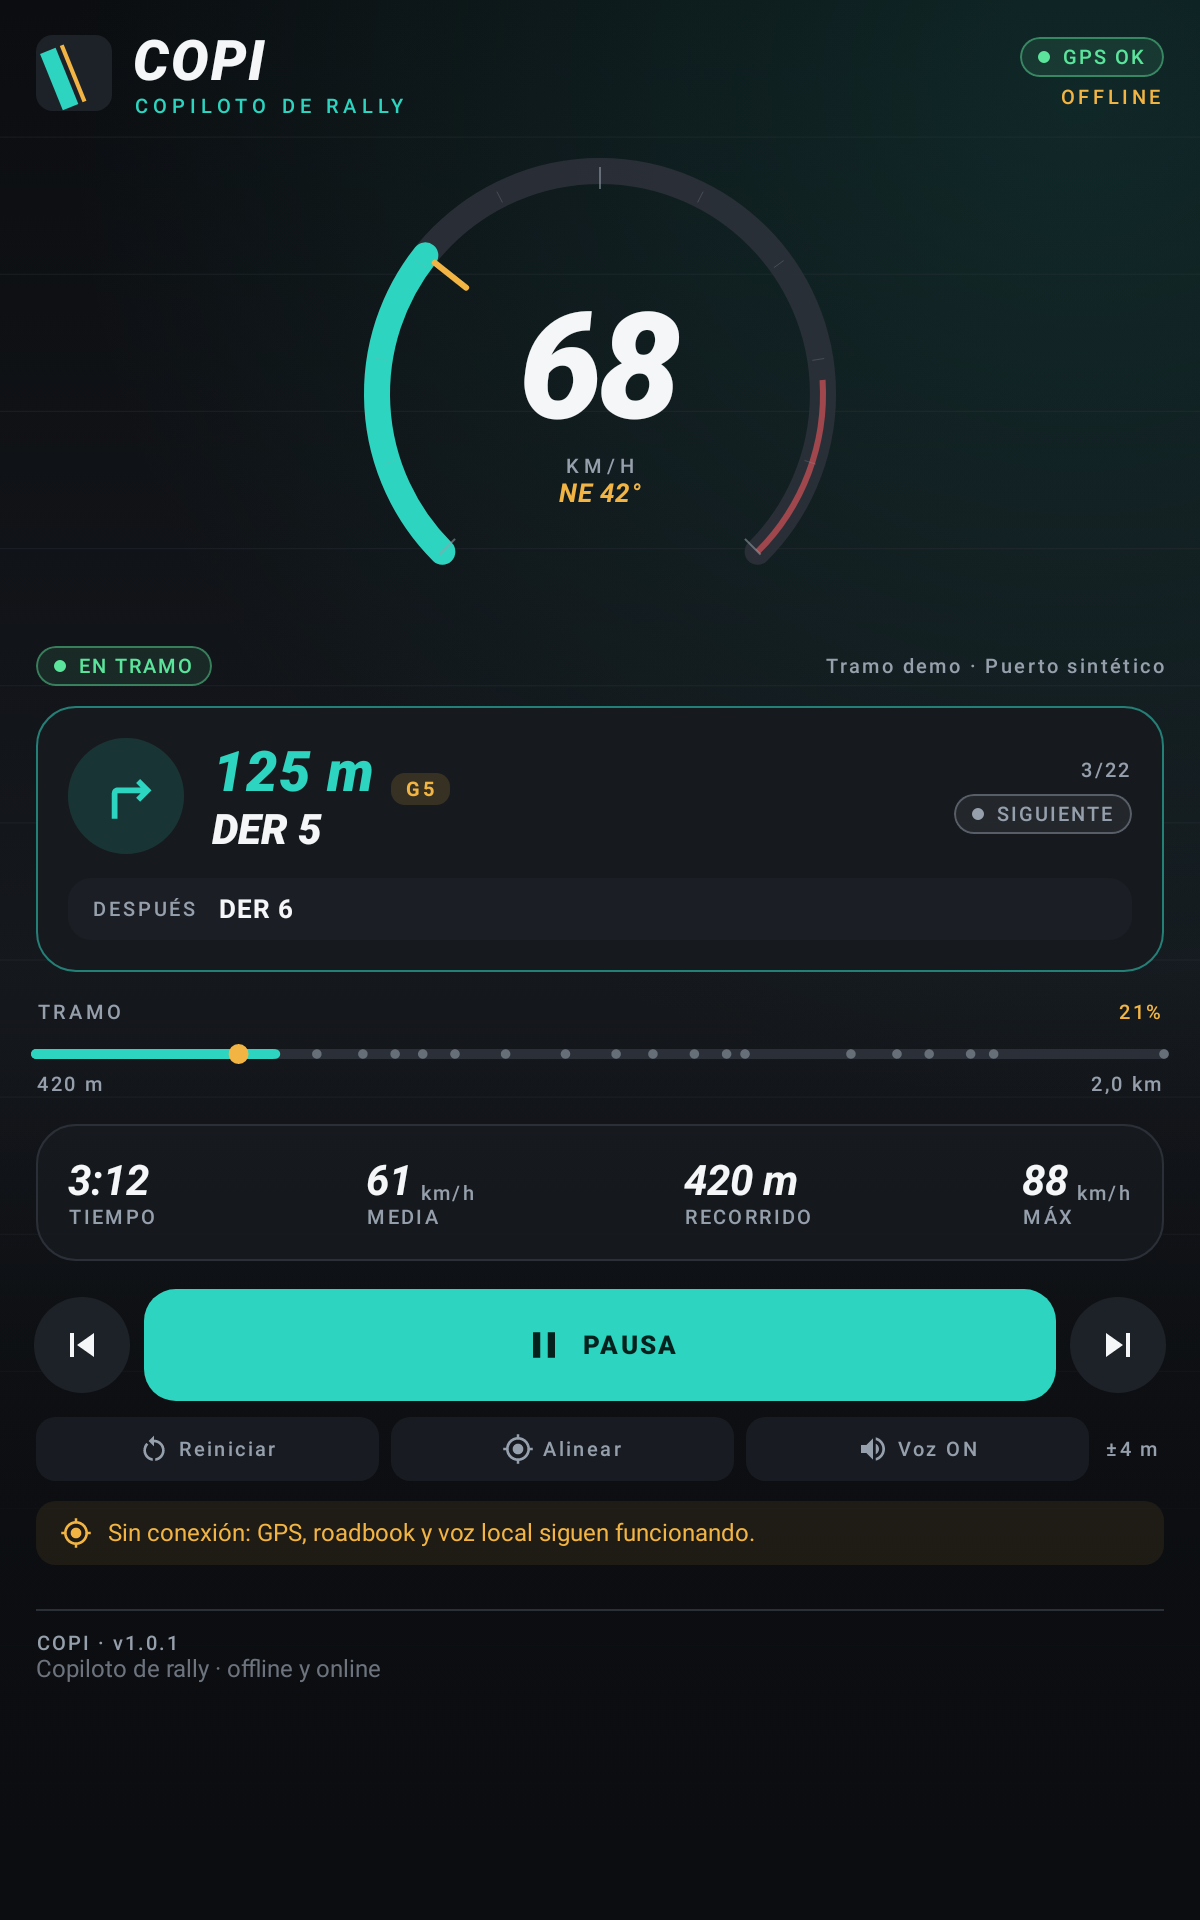 COPI
COPILOTO DE RALLY
GPS OK
OFFLINE
68
KM/H
NE 42°
EN TRAMO
Tramo demo · Puerto sintético
125 m G5
DER 5
3/22
SIGUIENTE
DESPUÉS DER 6
TRAMO 21%
420 m 2,0 km
3:12 61 km/h 420 m 88 km/h
TIEMPO MEDIA RECORRIDO MÁX
PAUSA
Reiniciar Alinear Voz ON ±4 m
Sin conexión: GPS, roadbook y voz local siguen funcionando.
COPI · v1.0.1
Copiloto de rally · offline y online